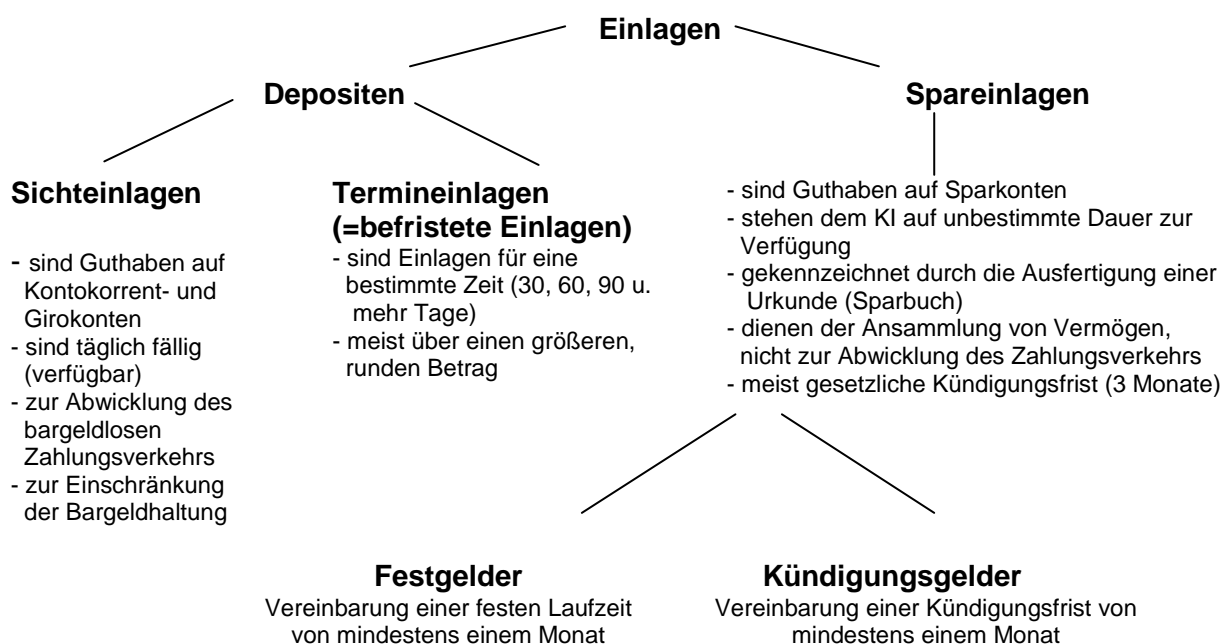 Einlagen
Depositen
Spareinlagen
Sichteinlagen
- sind Guthaben auf
Kontokorrent- und
Girokonten
- sind täglich fällig
(verfügbar)
- zur Abwicklung des
bargeldlosen
Zahlungsverkehrs
- zur Einschränkung
der Bargeldhaltung
Termineinlagen
(=befristete Einlagen)
- sind Einlagen für eine
bestimmte Zeit (30, 60, 90 u.
mehr Tage)
- meist über einen größeren,
runden Betrag
- sind Guthaben auf Sparkonten
- stehen dem KI auf unbestimmte Dauer zur
Verfügung
- gekennzeichnet durch die Ausfertigung einer
Urkunde (Sparbuch)
- dienen der Ansammlung von Vermögen,
nicht zur Abwicklung des Zahlungsverkehrs
- meist gesetzliche Kündigungsfrist (3 Monate)
Festgelder
Vereinbarung einer festen Laufzeit
von mindestens einem Monat
Kündigungsgelder
Vereinbarung einer Kündigungsfrist von
mindestens einem Monat